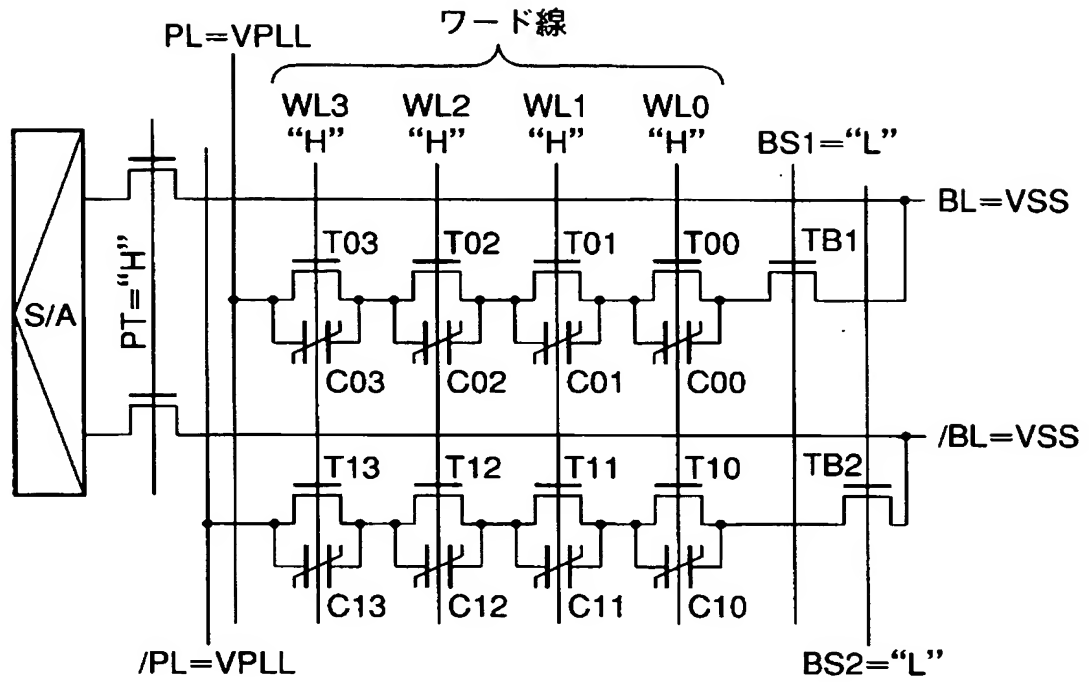 ワード線
PL=VPLL
WL3 WL2 WL1 WL0
“H” “H” “H” “H” BS1=“L”
BL=VSS
T03 T02 T01 T00 TB1
S/A
PT=“H”
C03 C02 C01 C00
/BL=VSS
T13 T12 T11 T10 TB2
C13 C12 C11 C10
/PL=VPLL BS2=“L”